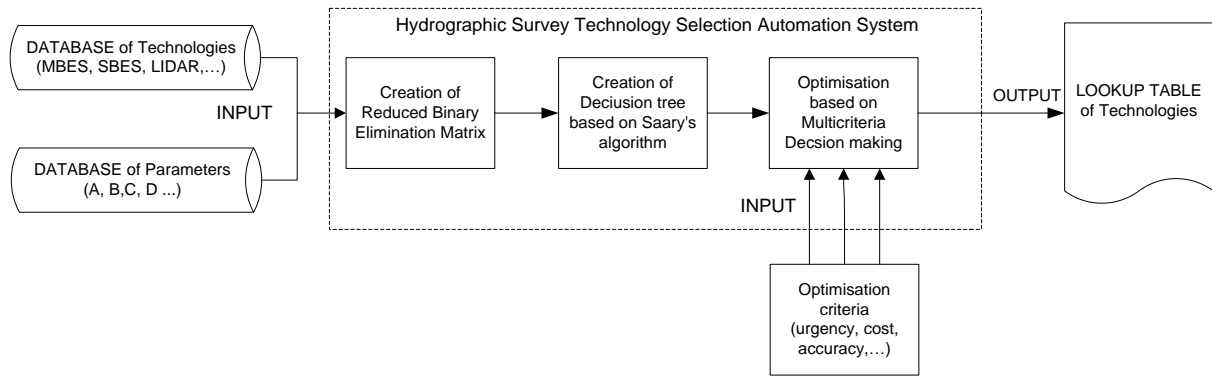 Hydrographic Survey Technology Selection Automation System
DATABASE of Technologies
(MBES, SBES, LIDAR,…)
INPUT
DATABASE of Parameters
(A, B,C, D ...)
Creation of
Reduced Binary
Elimination Matrix
Creation of
Deciusion tree
based on Saary's
algorithm
Optimisation
based on
Multicriteria
Decsion making
INPUT
Optimisation
criteria
(urgency, cost,
accuracy,…)
OUTPUT
LOOKUP TABLE
of Technologies